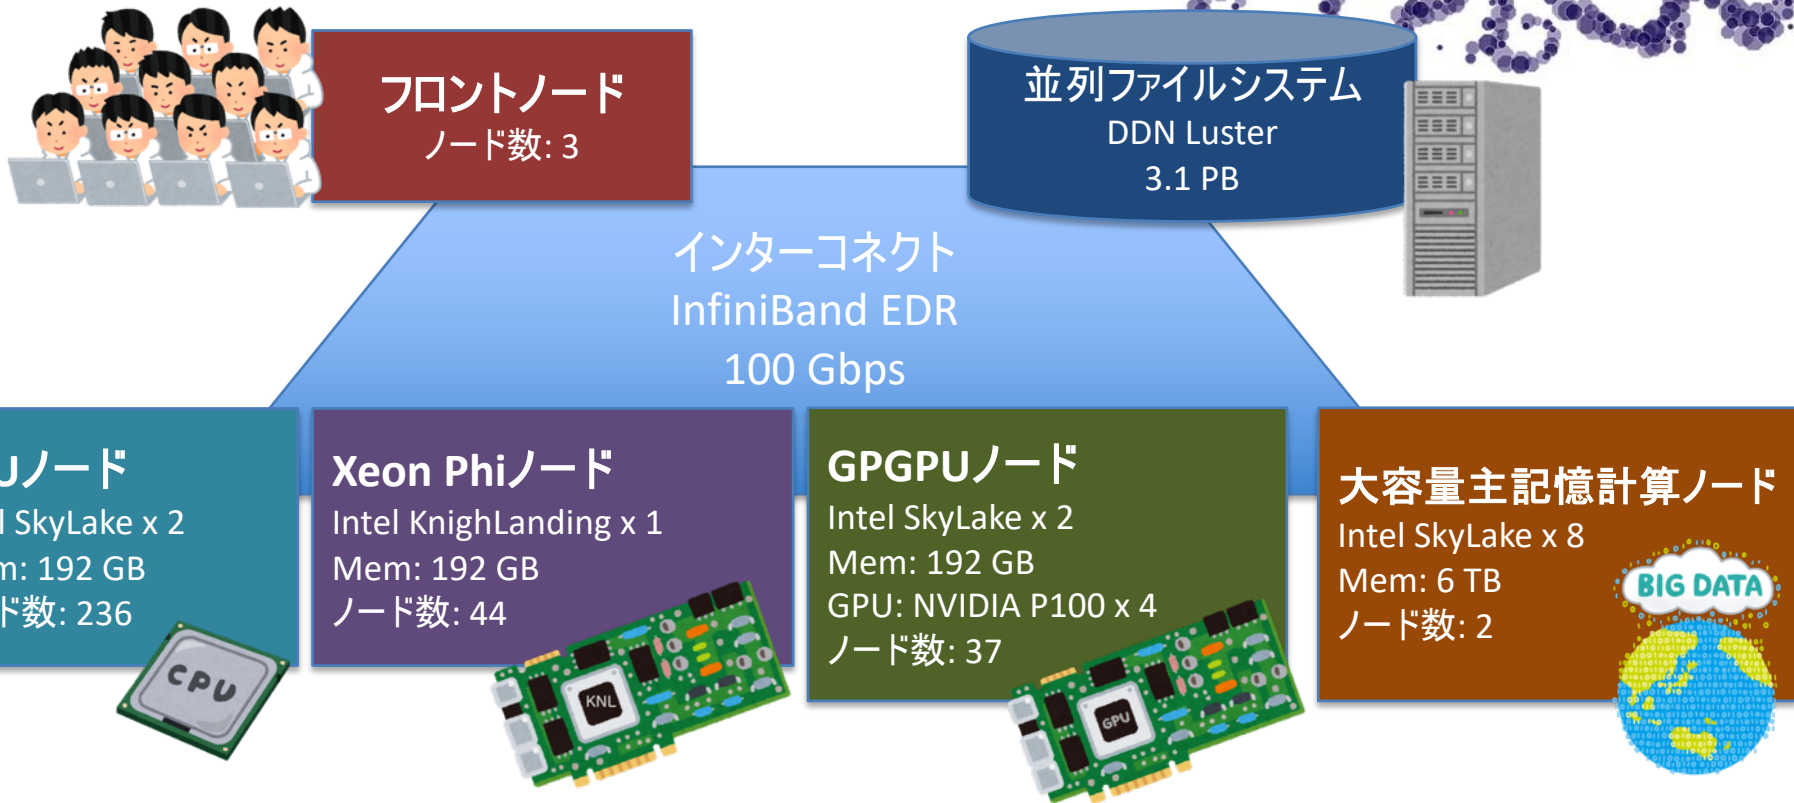 フロントノード
ノード数: 3
並列ファイルシステム
DDN Luster
3.1 PB
インターコネクト
InfiniBand EDR
100 Gbps
Uノード
l SkyLake x 2
m: 192 GB
ド数: 236
CPU
Xeon Phiノード
Intel KnighLanding x 1
Mem: 192 GB
ノード数: 44
KNL
GPGPUノード
Intel SkyLake x 2
Mem: 192 GB
GPU: NVIDIA P100 x 4
ノード数: 37
GPU
大容量主記憶計算ノード
Intel SkyLake x 8
Mem: 6 TB
ノード数: 2
BIG DATA